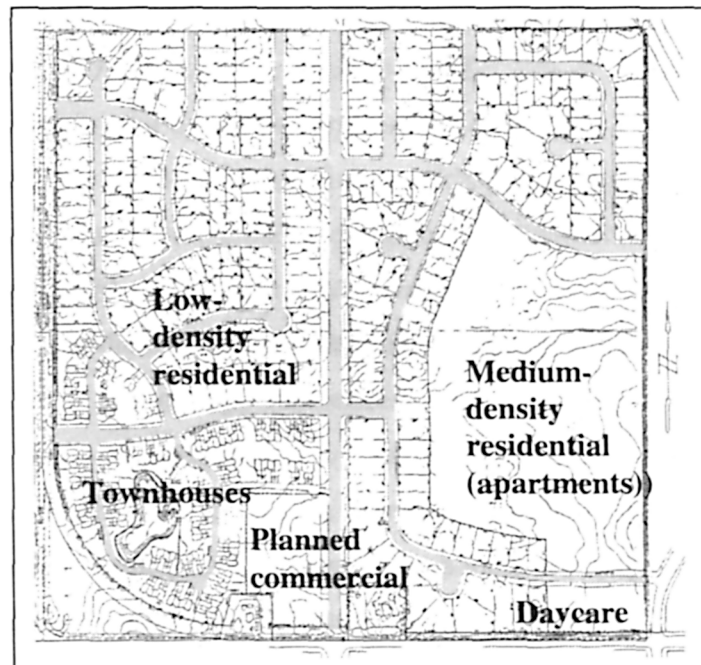 Low-
density
residential
Medium-
density
residential
(apartments))
Townhouses
Planned
commercial
Daycare
N